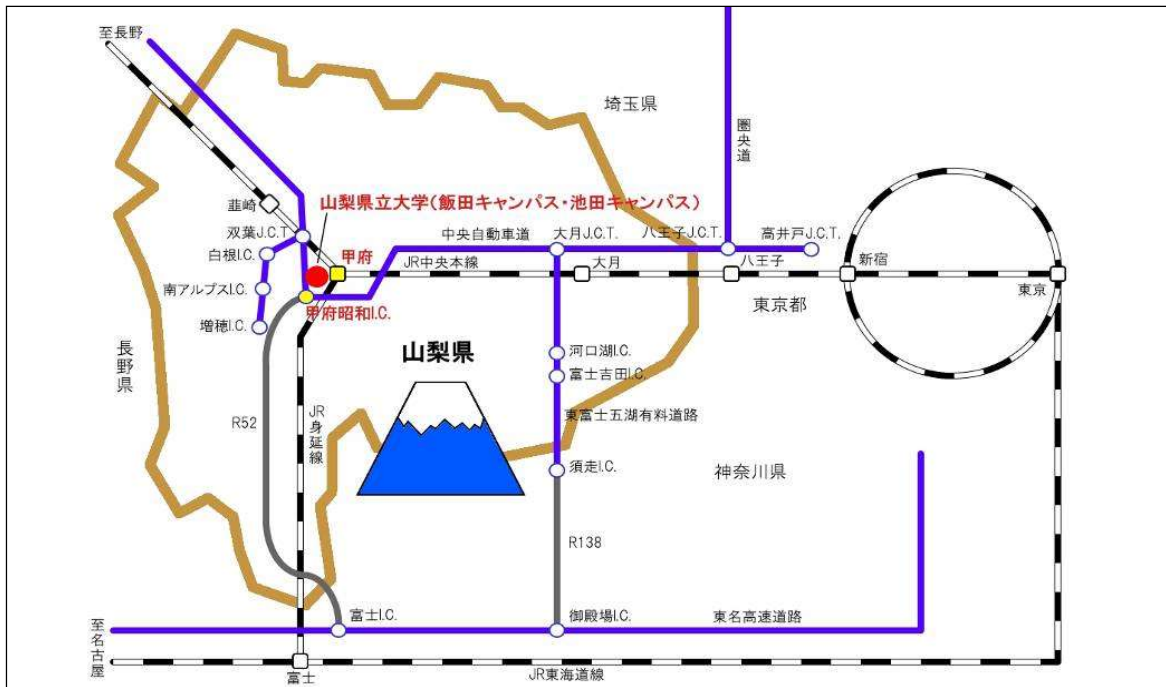 至長野
埼玉県
圏央道
韮崎
山梨県立大学(飯田キャンパス・池田キャンパス)
双葉J.C.T
中央自動車道
大月J.C.T.
八王子J.C.T.
高井戸J.C.T.
白根I.C.
甲府
JR中央本線
大月
八王子
新宿
東京
南アルプスI.C.
甲府昭和I.C.
東京都
増穂I.C.
長野県
山梨県
河口湖I.C.
富士吉田I.C.
R52
JR身延線
東富士五湖有料道路
須走I.C.
神奈川県
R138
至名古屋
富士I.C.
御殿場I.C.
東名高速道路
富士
JR東海道線